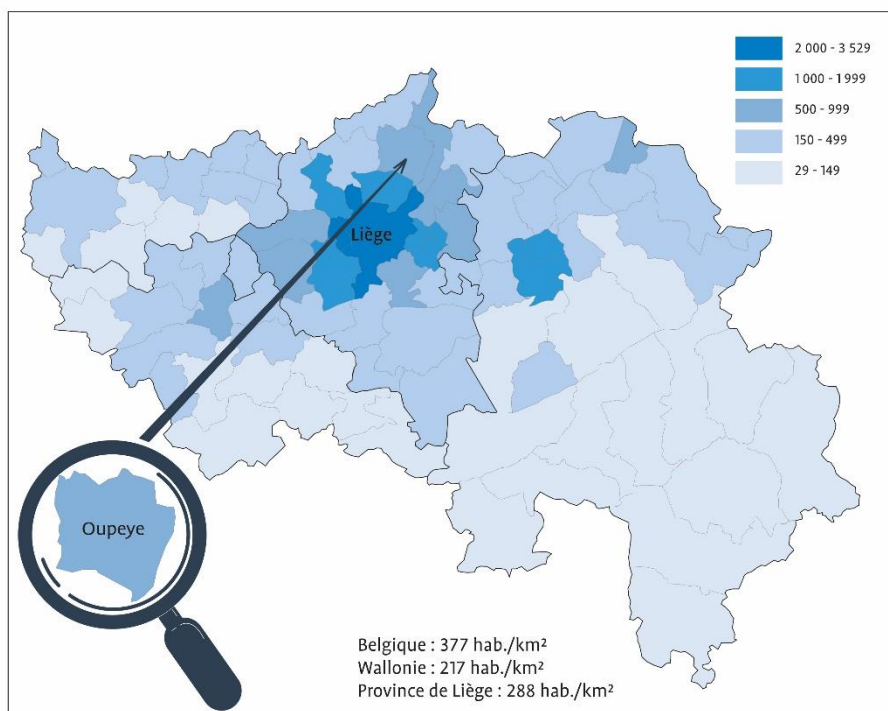 2 000 - 3 529
1 000 - 1 999
500 - 999
150 - 499
29 - 149
Liège
Oupeye
Belgique : 377 hab./km²
Wallonie : 217 hab./km²
Province de Liège : 288 hab./km²